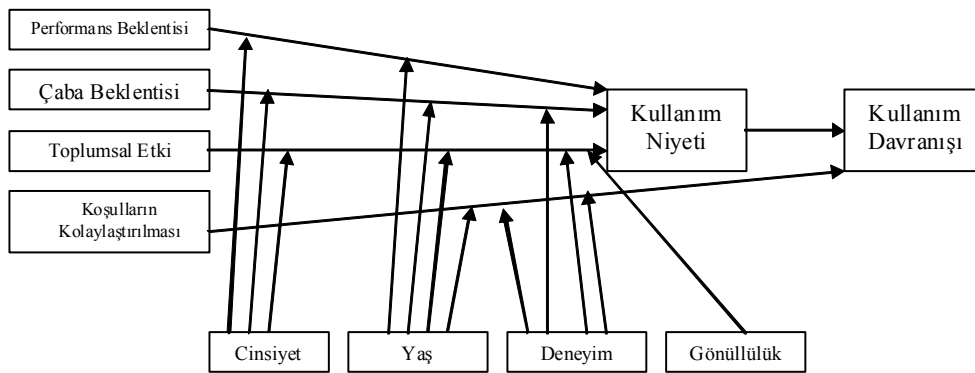 Performans Beklentisi
Çaba Beklentisi
Toplumsal Etki
Koşulların
Kolaylaştırılması
Kullanım
Niyeti
Kullanım
Davranışı
Cinsiyet
Yaş
Deneyim
Gönüllülük